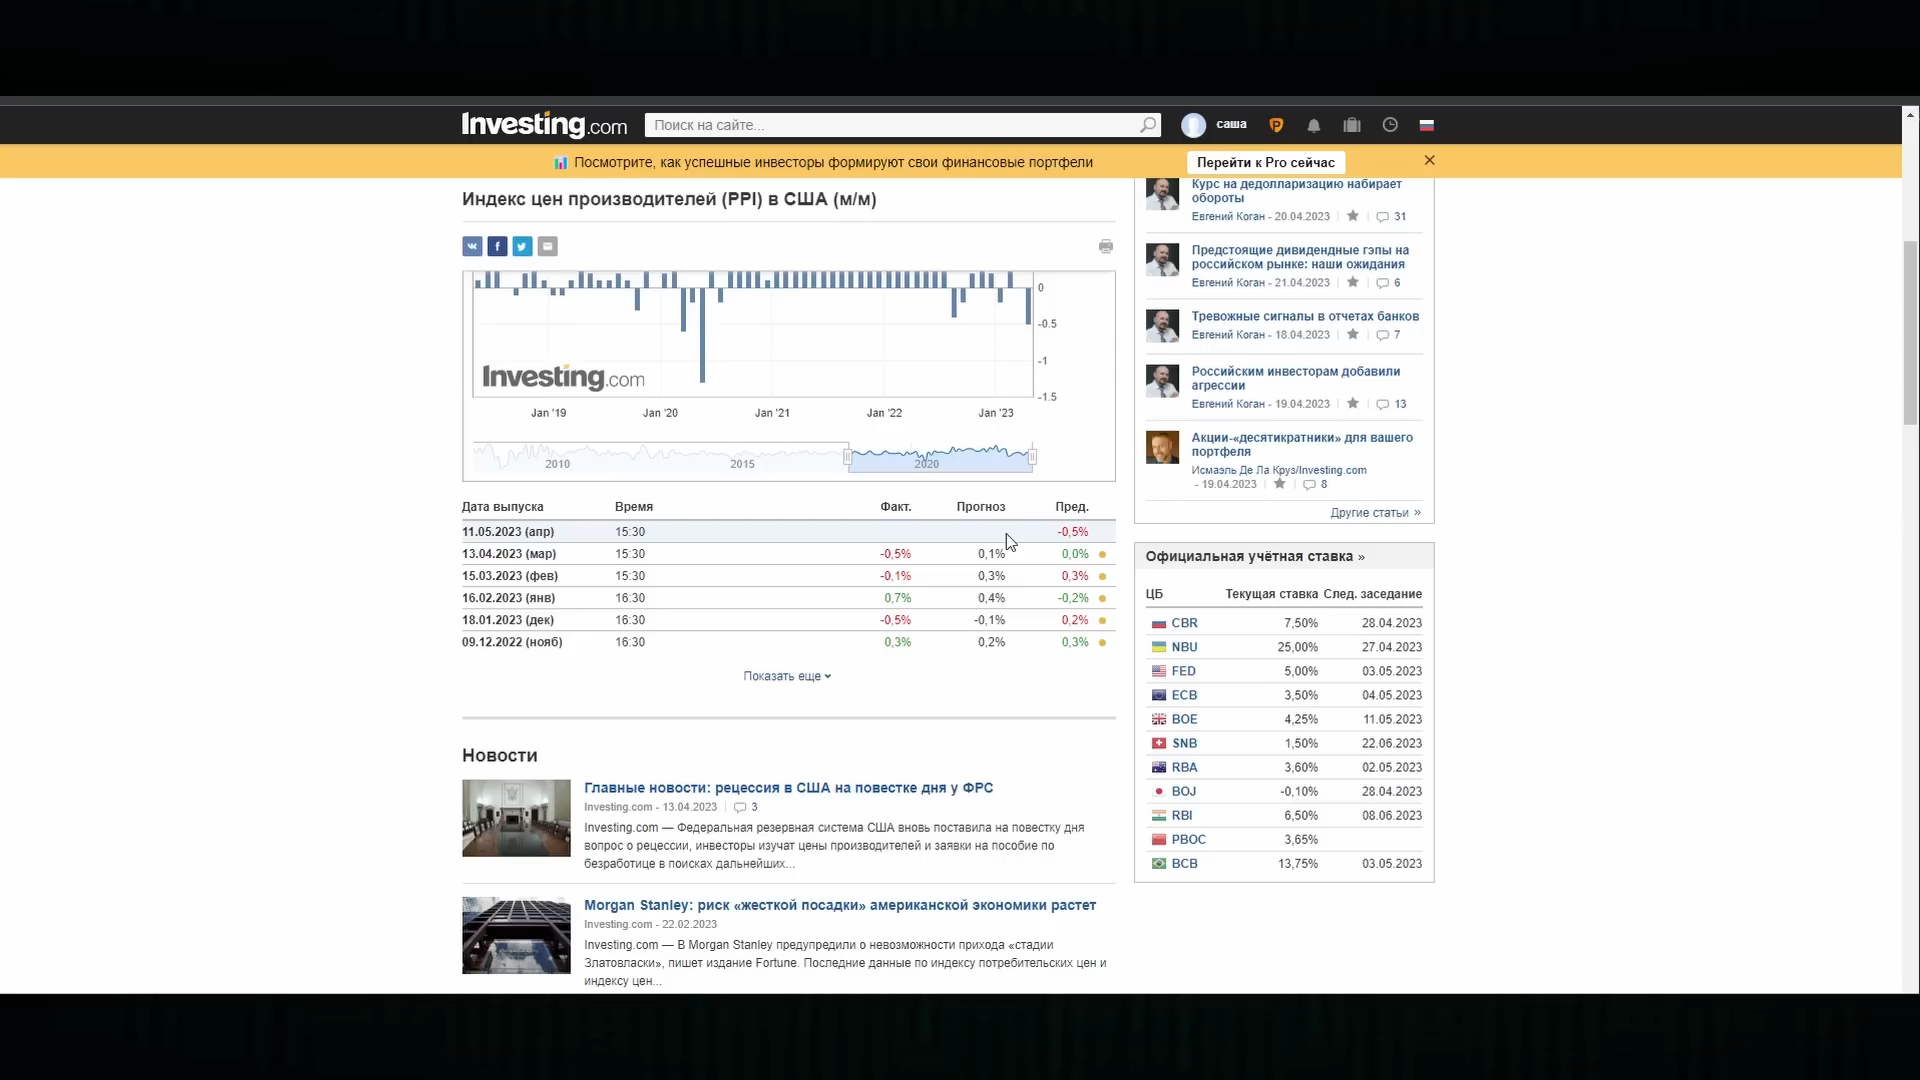 Investing.com
Поиск на сайте...
саша
Посмотрите, как успешные инвесторы формируют свои финансовые портфели
Перейти к Pro сейчас
Индекс цен производителей (PPI) в США (м/м)
0
-0.5
-1
-1.5
Investing.com
Jan '19 Jan '20 Jan '21 Jan '22 Jan '23
2010 2015 2020
Дата выпуска Время Факт. Прогноз Пред.
11.05.2023 (апр) 15:30 -0,5%
13.04.2023 (мар) 15:30 -0,5% 0,1% 0,0%
15.03.2023 (фев) 15:30 -0,1% 0,3% 0,3%
16.02.2023 (янв) 16:30 0,7% 0,4% -0,2%
18.01.2023 (дек) 16:30 -0,5% -0,1% 0,2%
09.12.2022 (нояб) 16:30 0,3% 0,2% 0,3%
Показать еще
Новости
Главные новости: рецессия в США на повестке дня у ФРС
Investing.com - 13.04.2023 3
Investing.com — Федеральная резервная система США вновь поставила на повестку дня
вопрос о рецессии, инвесторы изучат цены производителей и заявки на пособие по
безработице в поисках дальнейших...
Morgan Stanley: риск «жесткой посадки» американской экономики растет
Investing.com - 22.02.2023
Investing.com — В Morgan Stanley предупредили о невозможности прихода «стадии
Златовласки», пишет издание Fortune. Последние данные по индексу потребительских цен и
индексу цен...
Курс на дедолларизацию набирает
обороты
Евгений Коган - 20.04.2023 31
Предстоящие дивидендные гэпы на
российском рынке: наши ожидания
Евгений Коган - 21.04.2023 6
Тревожные сигналы в отчетах банков
Евгений Коган - 18.04.2023 7
Российским инвесторам добавили
агрессии
Евгений Коган - 19.04.2023 13
Акции-«десятикратники» для вашего
портфеля
Исмаэль Де Ла Круз/Investing.com
- 19.04.2023 8
Другие статьи »
Официальная учётная ставка »
ЦБ Текущая ставка След. заседание
CBR 7,50% 28.04.2023
NBU 25,00% 27.04.2023
FED 5,00% 03.05.2023
ECB 3,50% 04.05.2023
BOE 4,25% 11.05.2023
SNB 1,50% 22.06.2023
RBA 3,60% 02.05.2023
BOJ -0,10% 28.04.2023
RBI 6,50% 08.06.2023
PBOC 3,65%
BCB 13,75% 03.05.2023